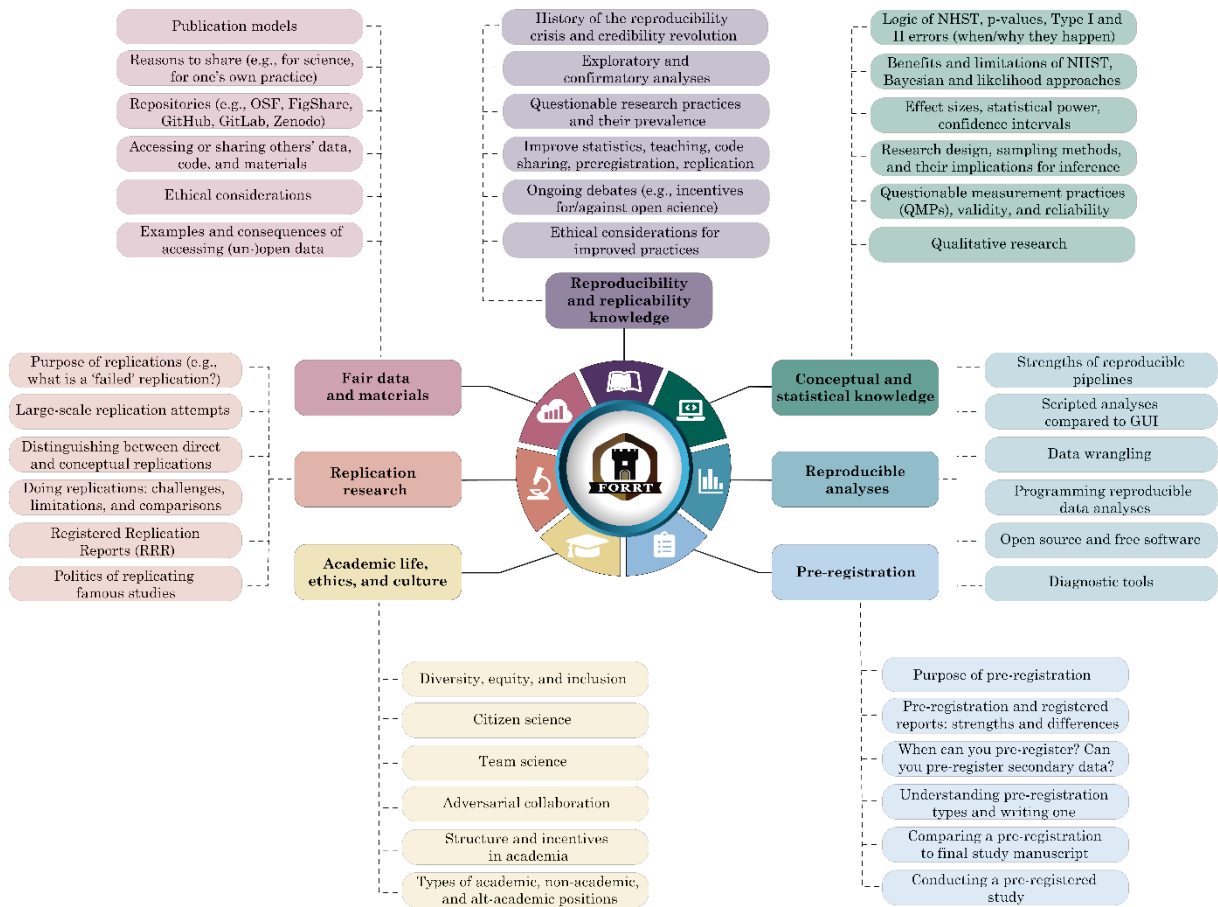 Publication models
Reasons to share (e.g., for science,
for one's own practice)
Repositories (e.g., OSF, FigShare,
GitHub, GitLab, Zenodo)
Accessing or sharing others' data,
code, and materials
Ethical considerations
Examples and consequences of
accessing (un-)open data
History of the reproducibility
crisis and credibility revolution
Exploratory and
confirmatory analyses
Questionable research practices
and their prevalence
Improve statistics, teaching, code
sharing, preregistration, replication
Ongoing debates (e.g., incentives
for/against open science)
Ethical considerations for
improved practices
Reproducibility
and replicability
knowledge
Logic of NHST, p-values, Type I and
II errors (when/why they happen)
Benefits and limitations of NHST,
Bayesian and likelihood approaches
Effect sizes, statistical power,
confidence intervals
Research design, sampling methods,
and their implications for inference
Questionable measurement practices
(QMPs), validity, and reliability
Qualitative research
Purpose of replications (e.g.,
what is a 'failed' replication?)
Large-scale replication attempts
Distinguishing between direct
and conceptual replications
Doing replications: challenges,
limitations, and comparisons
Registered Replication
Reports (RRR)
Politics of replicating
famous studies
Fair data
and materials
Replication
research
Academic life,
ethics, and culture
FORRT
Conceptual and
statistical knowledge
Reproducible
analyses
Pre-registration
Strengths of reproducible
pipelines
Scripted analyses
compared to GUI
Data wrangling
Programming reproducible
data analyses
Open source and free software
Diagnostic tools
Diversity, equity, and inclusion
Citizen science
Team science
Adversarial collaboration
Structure and incentives
in academia
Types of academic, non-academic,
and alt-academic positions
Purpose of pre-registration
Pre-registration and registered
reports: strengths and differences
When can you pre-register? Can
you pre-register secondary data?
Understanding pre-registration
types and writing one
Comparing a pre-registration
to final study manuscript
Conducting a pre-registered
study